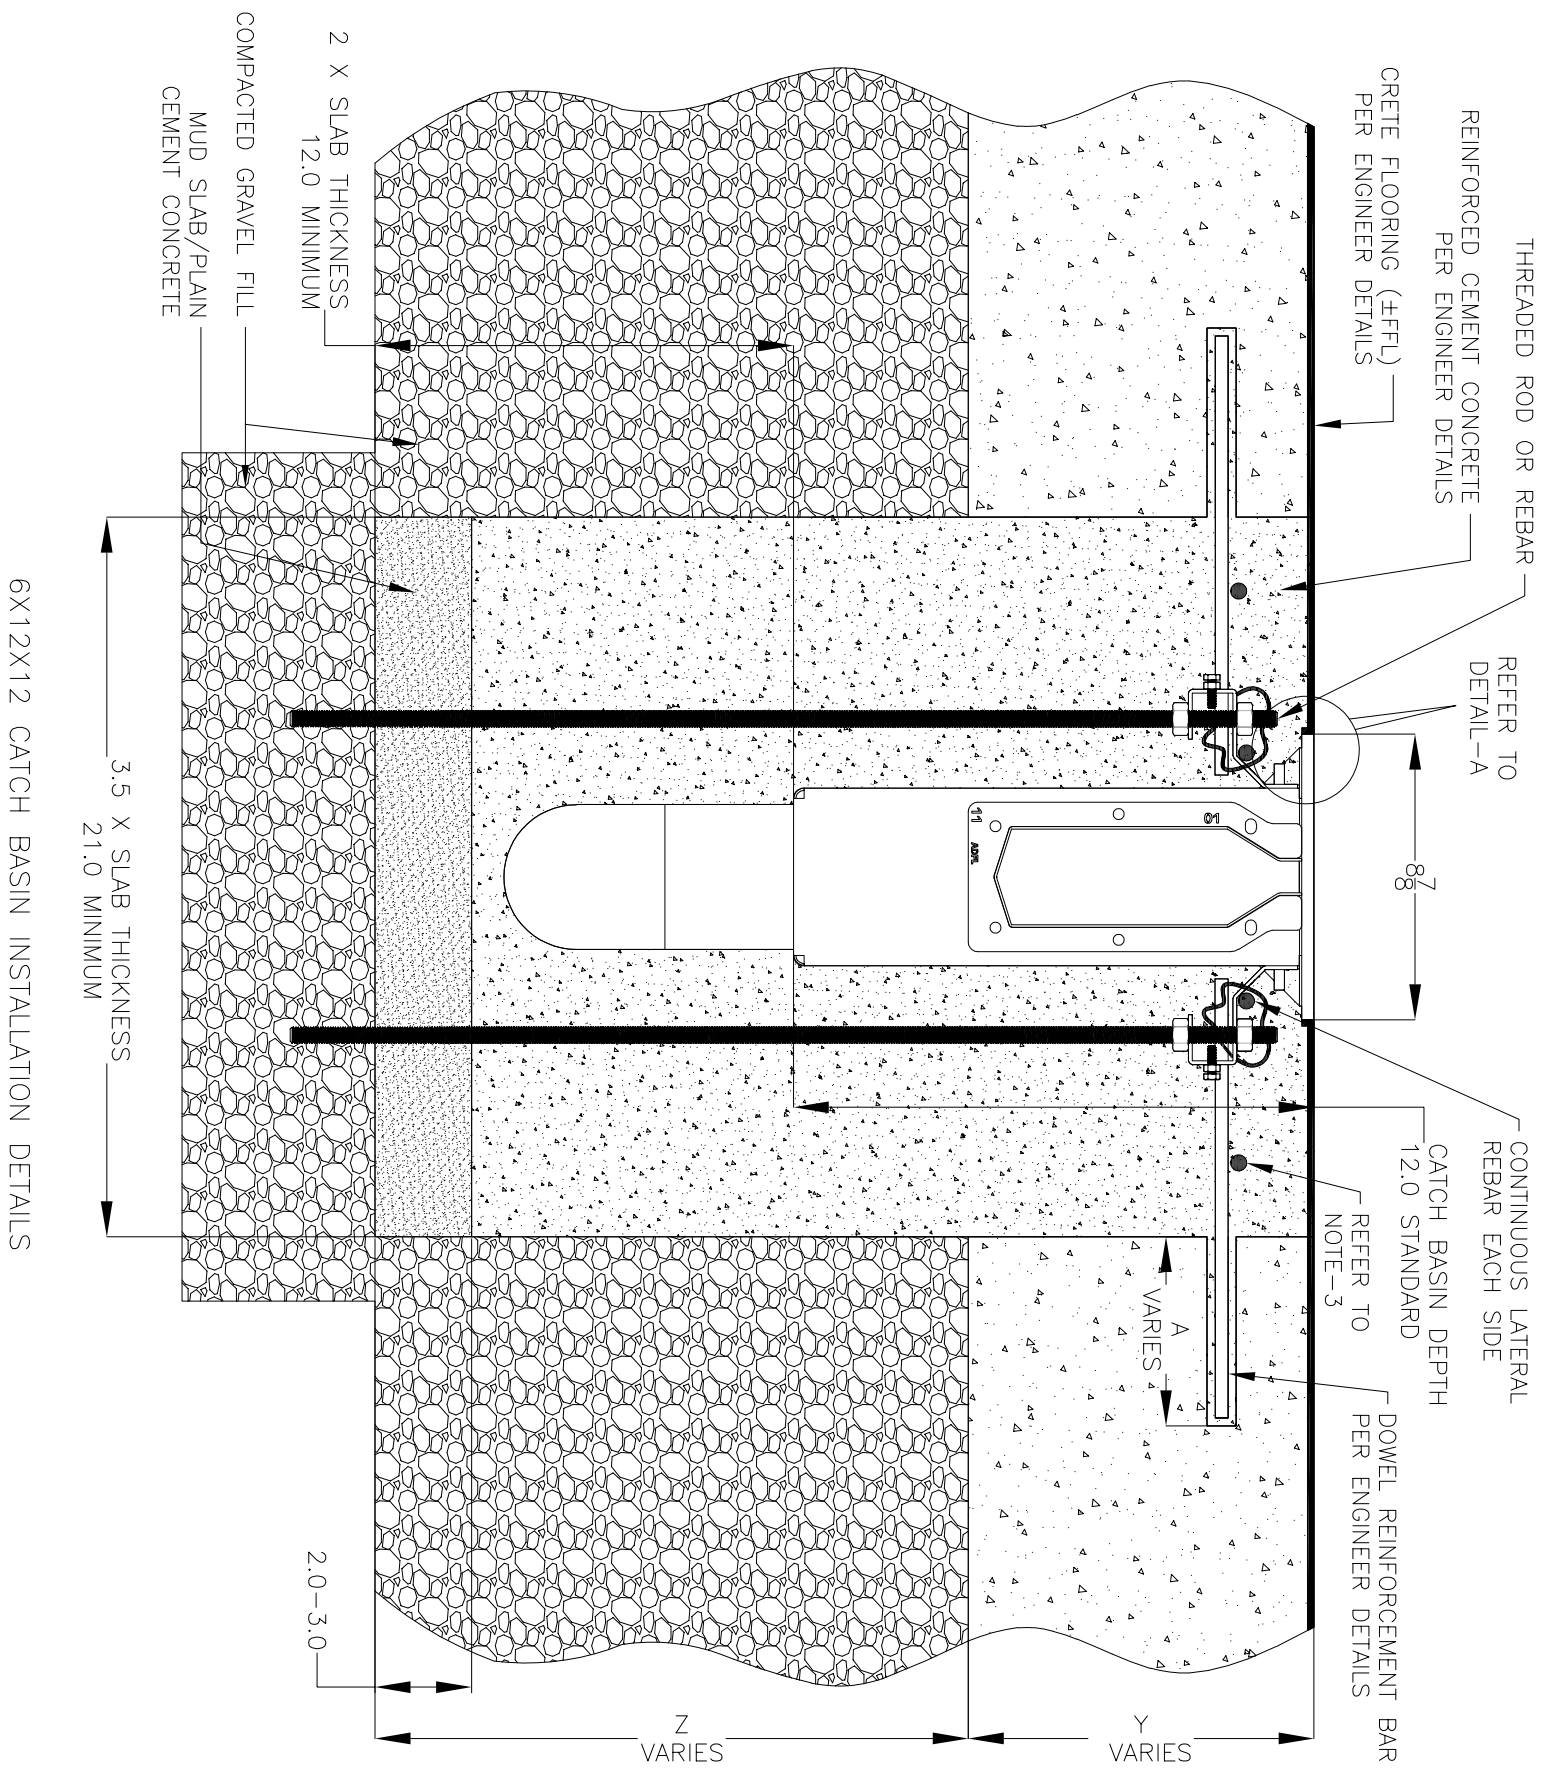 THREADED ROD OR REBAR
REINFORCED CEMENT CONCRETE
PER ENGINEER DETAILS
CRETE FLOORING (±FFL)
PER ENGINEER DETAILS
REFER TO
DETAIL-A
8 7/8
CONTINUOUS LATERAL
REBAR EACH SIDE
CATCH BASIN DEPTH
12.0 STANDARD
REFER TO
NOTE-3
DOWEL REINFORCEMENT BAR
PER ENGINEER DETAILS
A
VARIES
Y
VARIES
Z
VARIES
01
11
2 X SLAB THICKNESS
12.0 MINIMUM
COMPACTED GRAVEL FILL
MUD SLAB/PLAIN
CEMENT CONCRETE
2.0-3.0
3.5 X SLAB THICKNESS
21.0 MINIMUM
6X12X12 CATCH BASIN INSTALLATION DETAILS